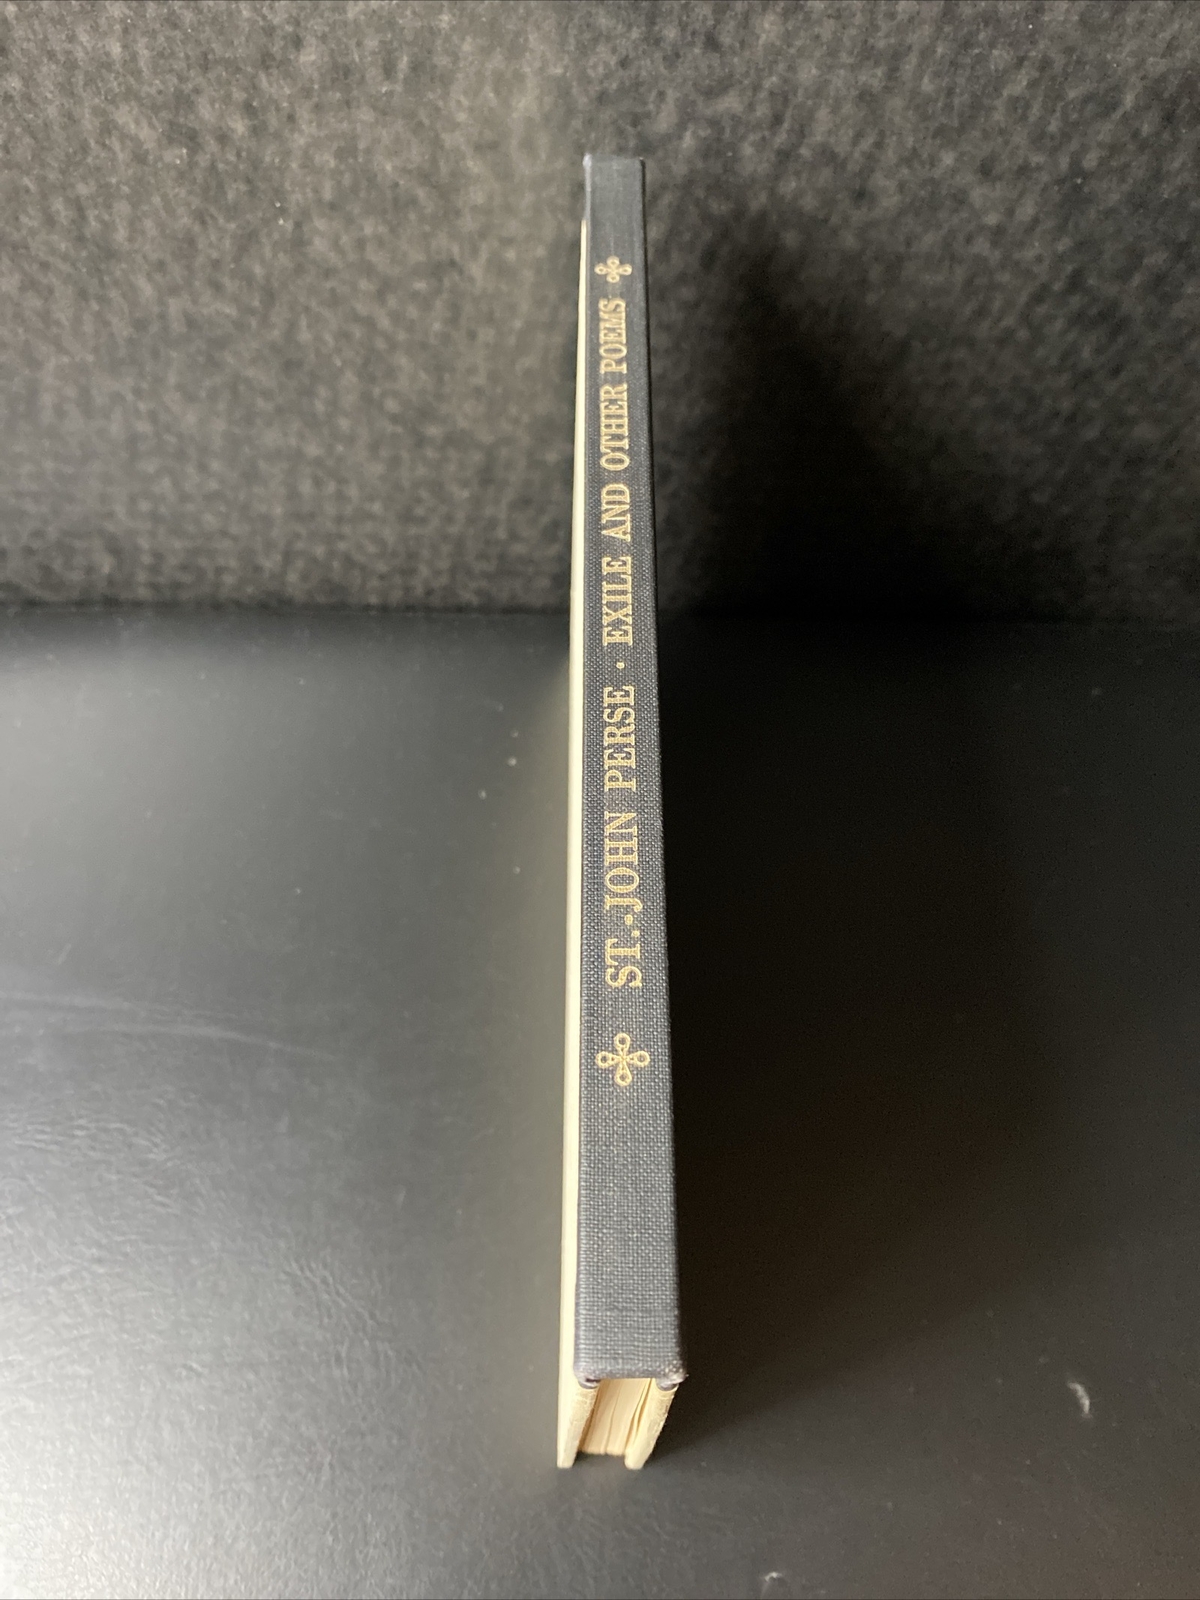 ST.-JOHN PERSE · EXILE AND OTHER POEMS